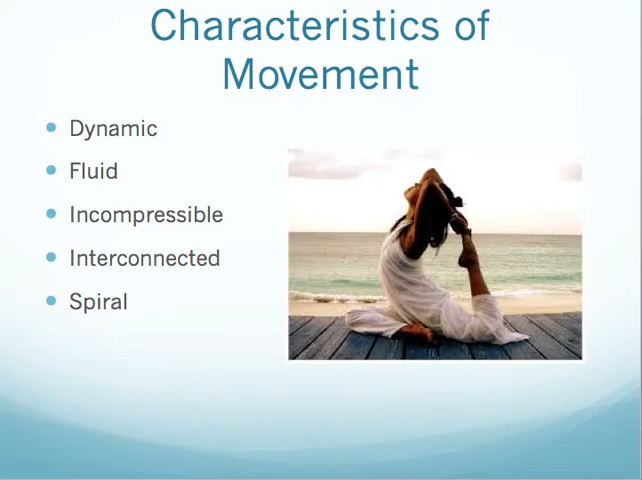 Characteristics of
Movement
Dynamic
Fluid
Incompressible
Interconnected
Spiral